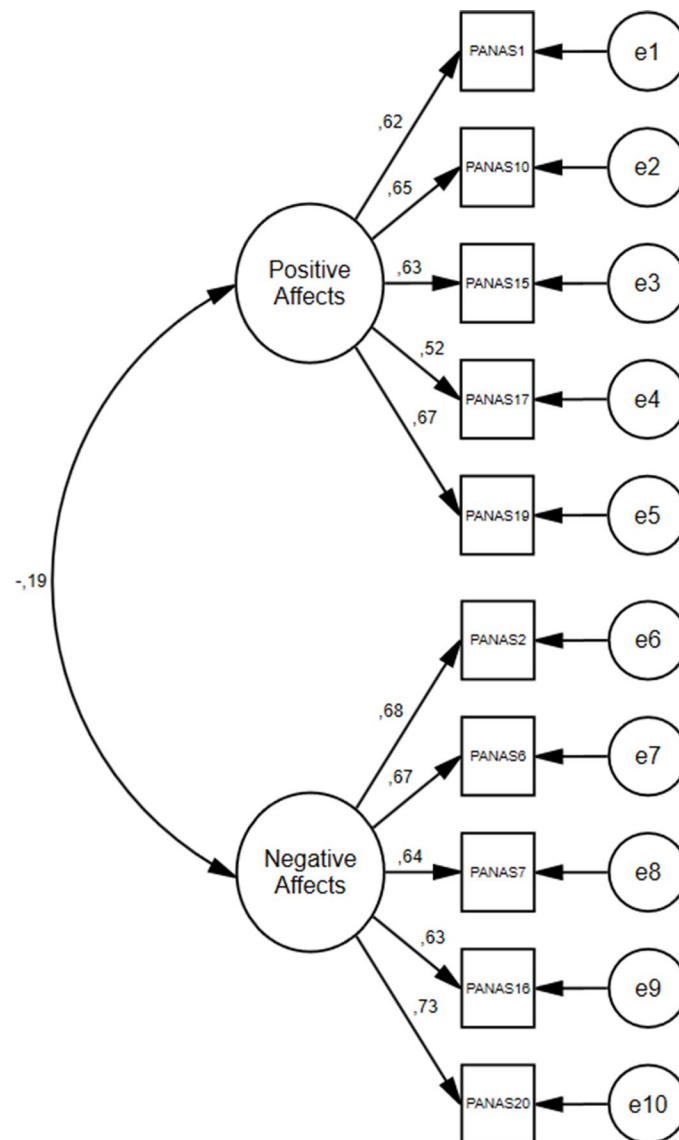 PANAS1
e1
,62
PANAS10
e2
,65
Positive
Affects
,63
PANAS15
e3
,52
PANAS17
e4
,67
PANAS19
e5
-,19
PANAS2
e6
,68
PANAS6
e7
,67
Negative
Affects
,64
PANAS7
e8
,63
PANAS16
e9
,73
PANAS20
e10